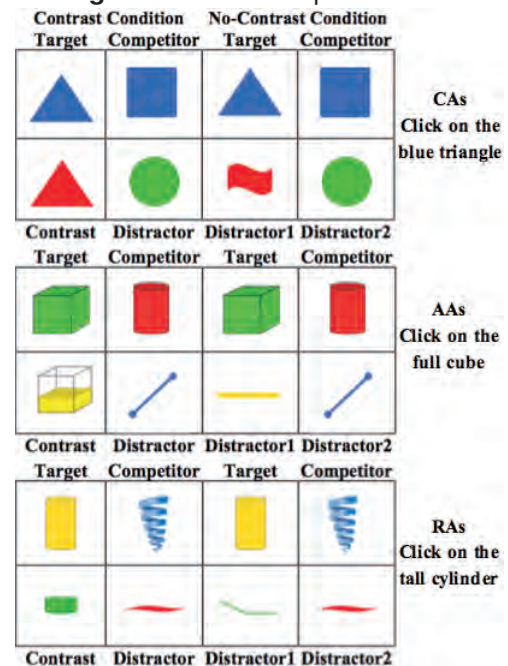 Contrast Condition No-Contrast Condition
Target Competitor Target Competitor
CAs
Click on the
blue triangle
Contrast Distractor Distractor1 Distractor2
Target Competitor Target Competitor
AAs
Click on the
full cube
Contrast Distractor Distractor1 Distractor2
Target Competitor Target Competitor
RAs
Click on the
tall cylinder
Contrast Distractor Distractor1 Distractor2